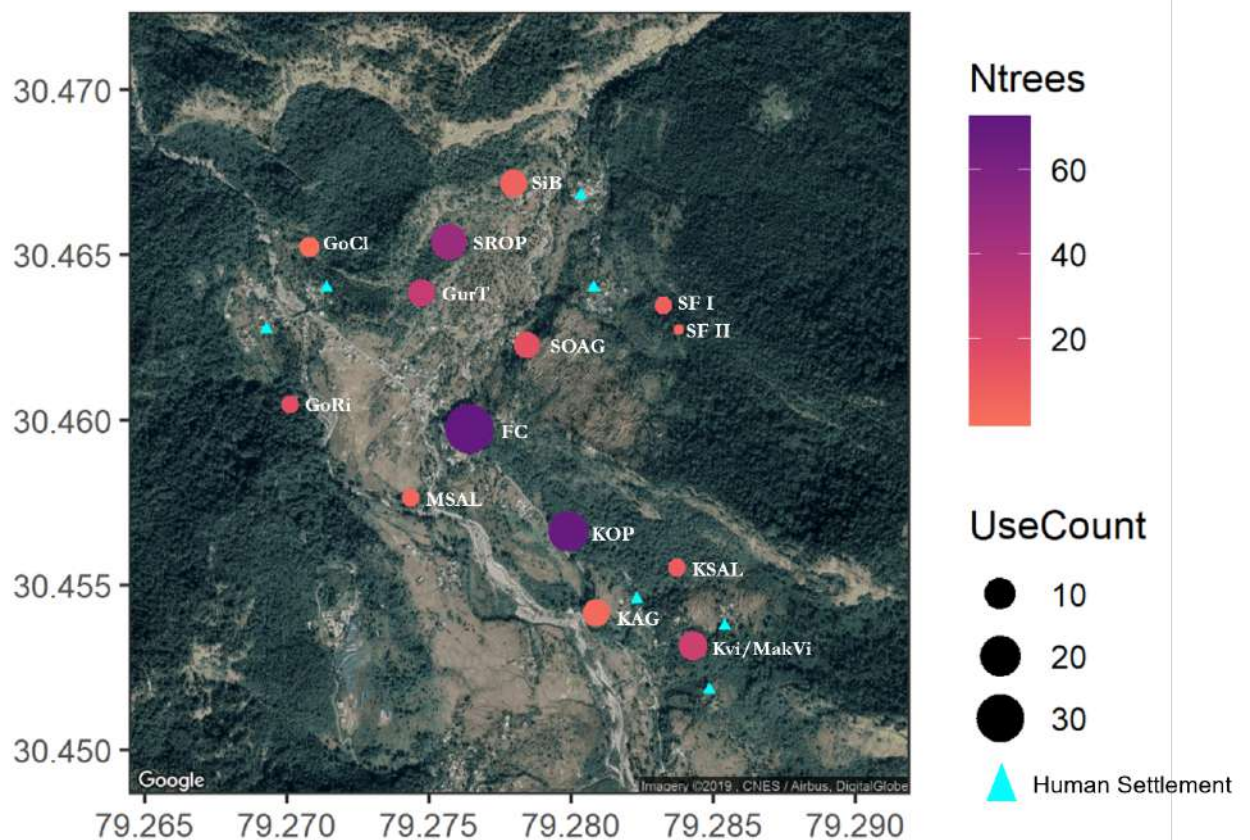 30.470
30.465
30.460
30.455
30.450
79.265 79.270 79.275 79.280 79.285 79.290
SiB
GoCl
SROP
GurT
SF I
SF II
SOAG
GoRi
FC
MSAL
KOP
KSAL
KAG
Kvi/MakVi
Google
Imagery ©2019 , CNES / Airbus, DigitalGlobe
Ntrees
60
40
20
UseCount
10
20
30
Human Settlement